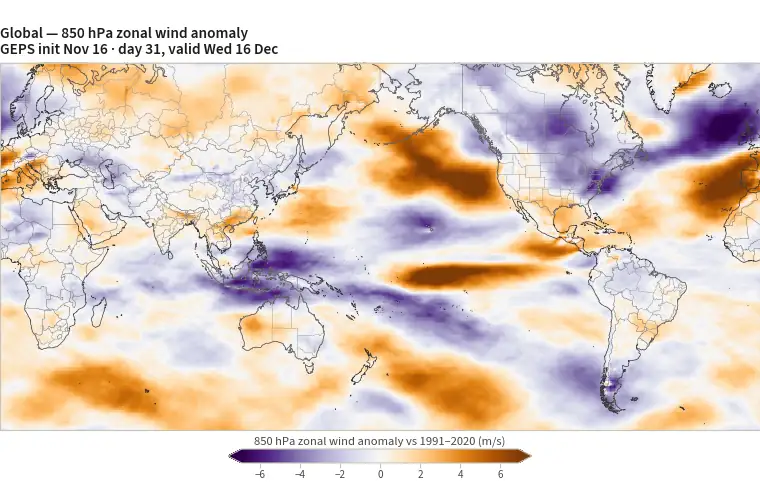 Global — 850 hPa zonal wind anomaly
GEPS init Nov 16 · day 31, valid Wed 16 Dec
850 hPa zonal wind anomaly vs 1991–2020 (m/s)
−6 −4 −2 0 2 4 6